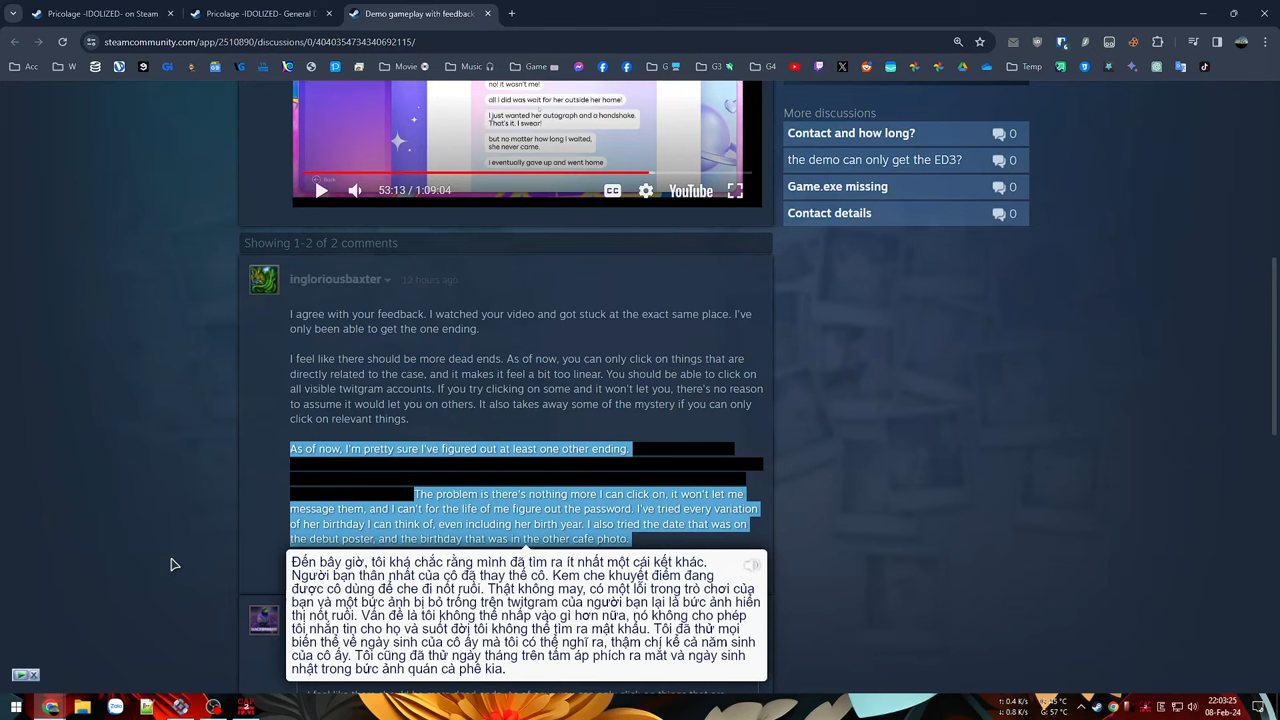 Pricolage -IDOLIZED- on Steam
Pricolage -IDOLIZED- General D
Demo gameplay with feedback
steamcommunity.com/app/2510890/discussions/0/4040354734340692115/
Acc
W
Movie
Music
Game
G
G3
G4
Temp
no! it wasn't me!
all I did was wait for her outside her home!
I just wanted her autograph and a handshake.
That's it. I swear!
but no matter how long I waited,
she never came.
i eventually gave up and went home
Back
53:13 / 1:09:04
CC
YouTube
More discussions
Contact and how long?
0
the demo can only get the ED3?
0
Game.exe missing
0
Contact details
0
Showing 1-2 of 2 comments
ingloriousbaxter
12 hours ago
I agree with your feedback. I watched your video and got stuck at the exact same place. I've
only been able to get the one ending.
I feel like there should be more dead ends. As of now, you can only click on things that are
directly related to the case, and it makes it feel a bit too linear. You should be able to click on
all visible twitgram accounts. If you try clicking on some and it won't let you, there's no reason
to assume it would let you on others. It also takes away some of the mystery if you can only
click on relevant things.
As of now, I'm pretty sure I've figured out at least one other ending.
The problem is there's nothing more I can click on, it won't let me
message them, and I can't for the life of me figure out the password. I've tried every variation
of her birthday I can think of, even including her birth year. I also tried the date that was on
the debut poster, and the birthday that was in the other cafe photo.
Đến bây giờ, tôi khá chắc rằng mình đã tìm ra ít nhất một cái kết khác.
Người bạn thân nhất của cô đã thay thế cô. Kem che khuyết điểm đang
được cô dùng để che đi nốt ruồi. Thật không may, có một lỗi trong trò chơi của
bạn và một bức ảnh bị bỏ trống trên twitgram của người bạn lại là bức ảnh hiển
thị nốt ruồi. Vấn đề là tôi không thể nhấp vào gì hơn nữa, nó không cho phép
tôi nhắn tin cho họ và suốt đời tôi không thể tìm ra mật khẩu. Tôi đã thử mọi
biến thể về ngày sinh của cô ấy mà tôi có thể nghĩ ra, thậm chí kể cả năm sinh
của cô ấy. Tôi cũng đã thử ngày tháng trên tấm áp phích ra mắt và ngày sinh
nhật trong bức ảnh quán cà phê kia.
: 0.4 K/s
: 0.8 K/s
G: 57 °C
22:03:25
08-Feb-24